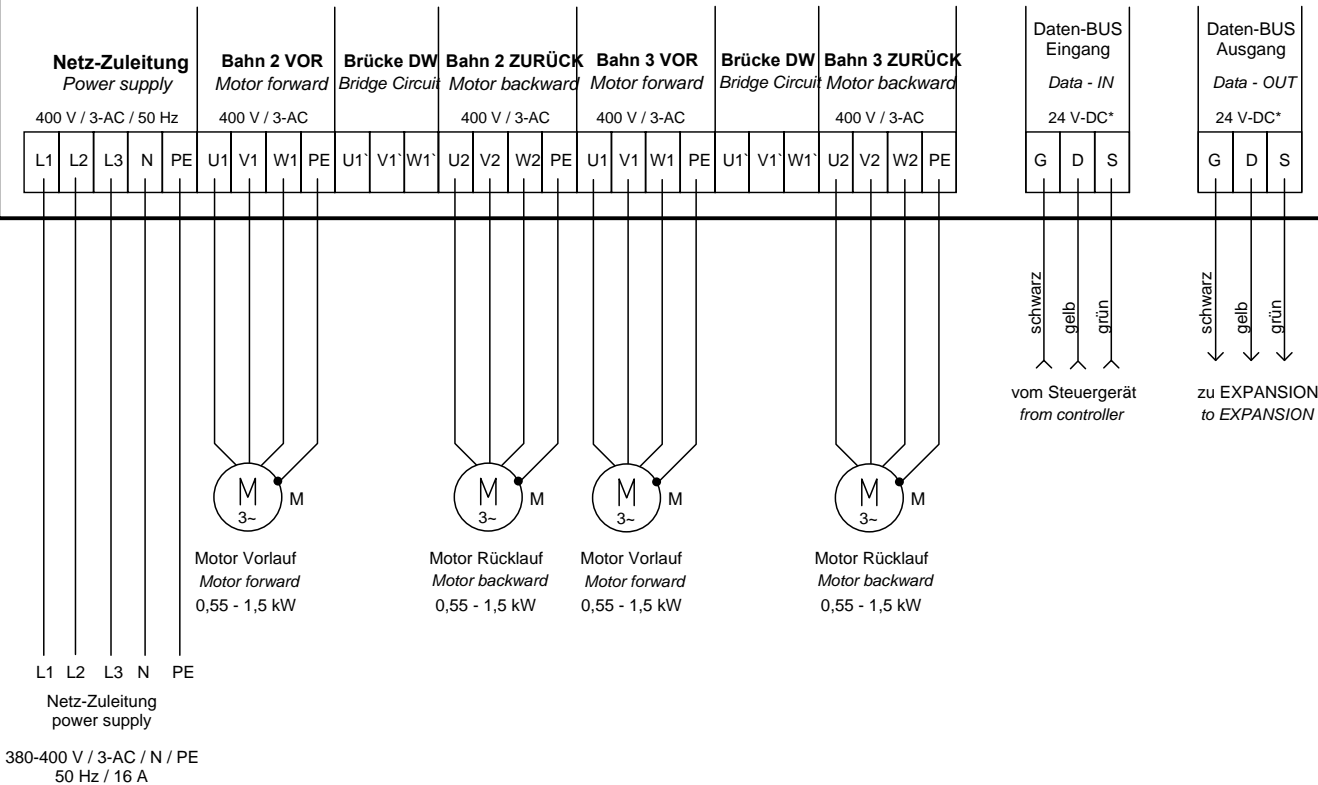 Netz-Zuleitung
Power supply
400 V / 3-AC / 50 Hz
Bahn 2 VOR
Motor forward
400 V / 3-AC
Brücke DW
Bridge Circuit
Bahn 2 ZURÜCK
Motor backward
400 V / 3-AC
Bahn 3 VOR
Motor forward
400 V / 3-AC
Brücke DW
Bridge Circuit
Bahn 3 ZURÜCK
Motor backward
400 V / 3-AC
Daten-BUS
Eingang
Data - IN
24 V-DC*
Daten-BUS
Ausgang
Data - OUT
24 V-DC*
L1 L2 L3 N PE U1 V1 W1 PE U1` V1` W1` U2 V2 W2 PE U1 V1 W1 PE U1` V1` W1` U2 V2 W2 PE G D S G D S
schwarz
gelb
grün
schwarz
gelb
grün
vom Steuergerät
from controller
zu EXPANSION
to EXPANSION
M
3~
M
M
3~
M
M
3~
M
M
3~
M
Motor Vorlauf
Motor forward
0,55 - 1,5 kW
Motor Rücklauf
Motor backward
0,55 - 1,5 kW
Motor Vorlauf
Motor forward
0,55 - 1,5 kW
Motor Rücklauf
Motor backward
0,55 - 1,5 kW
L1 L2 L3 N PE
Netz-Zuleitung
power supply
380-400 V / 3-AC / N / PE
50 Hz / 16 A